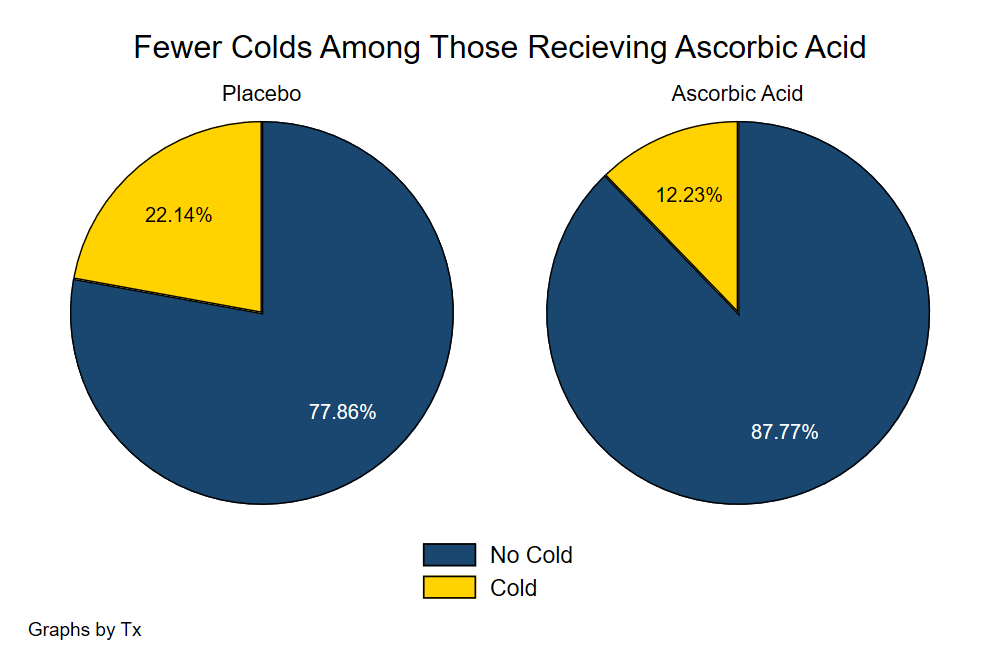 Fewer Colds Among Those Recieving Ascorbic Acid
Placebo
Ascorbic Acid
22.14%
77.86%
12.23%
87.77%
No Cold
Cold
Graphs by Tx